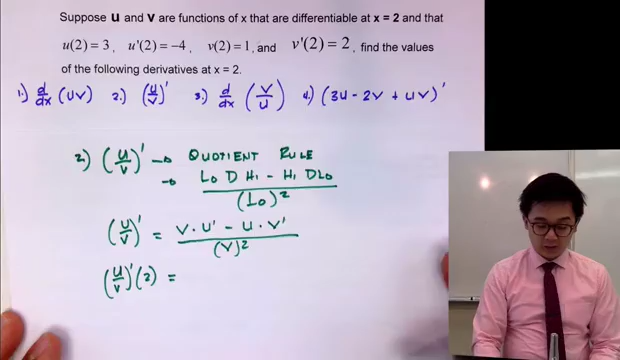 Suppose u and v are functions of x that are differentiable at x = 2 and that
u(2) = 3, u'(2) = −4, v(2) = 1, and v'(2) = 2, find the values
of the following derivatives at x = 2.
1.) d/dx (uv) 2.) (u/v)' 3.) d/dx (v/u) 4.) (3u − 2v + uv)'
2.) (u/v)' → QUOTIENT RULE
→ LO D HI − HI DLO / (LO)²
(u/v)' = v · u' − u · v' / (v)²
(u/v)'(2) =